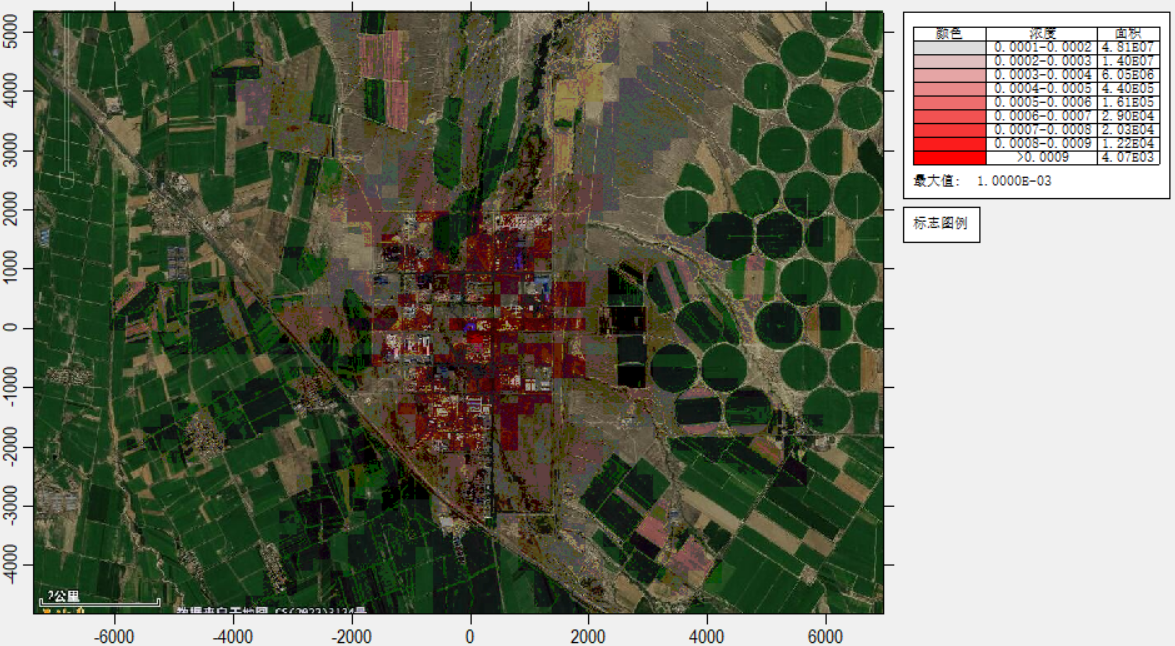 颜色 浓度 面积
0.0001-0.0002 4.81E07
0.0002-0.0003 1.40E07
0.0003-0.0004 6.05E06
0.0004-0.0005 4.40E05
0.0005-0.0006 1.61E05
0.0006-0.0007 2.90E04
0.0007-0.0008 2.03E04
0.0008-0.0009 1.22E04
>0.0009 4.07E03
最大值: 1.0000E-03
标志图例
5000
4000
3000
2000
1000
0
-1000
-2000
-3000
-4000
2公里
-6000 -4000 -2000 0 2000 4000 6000